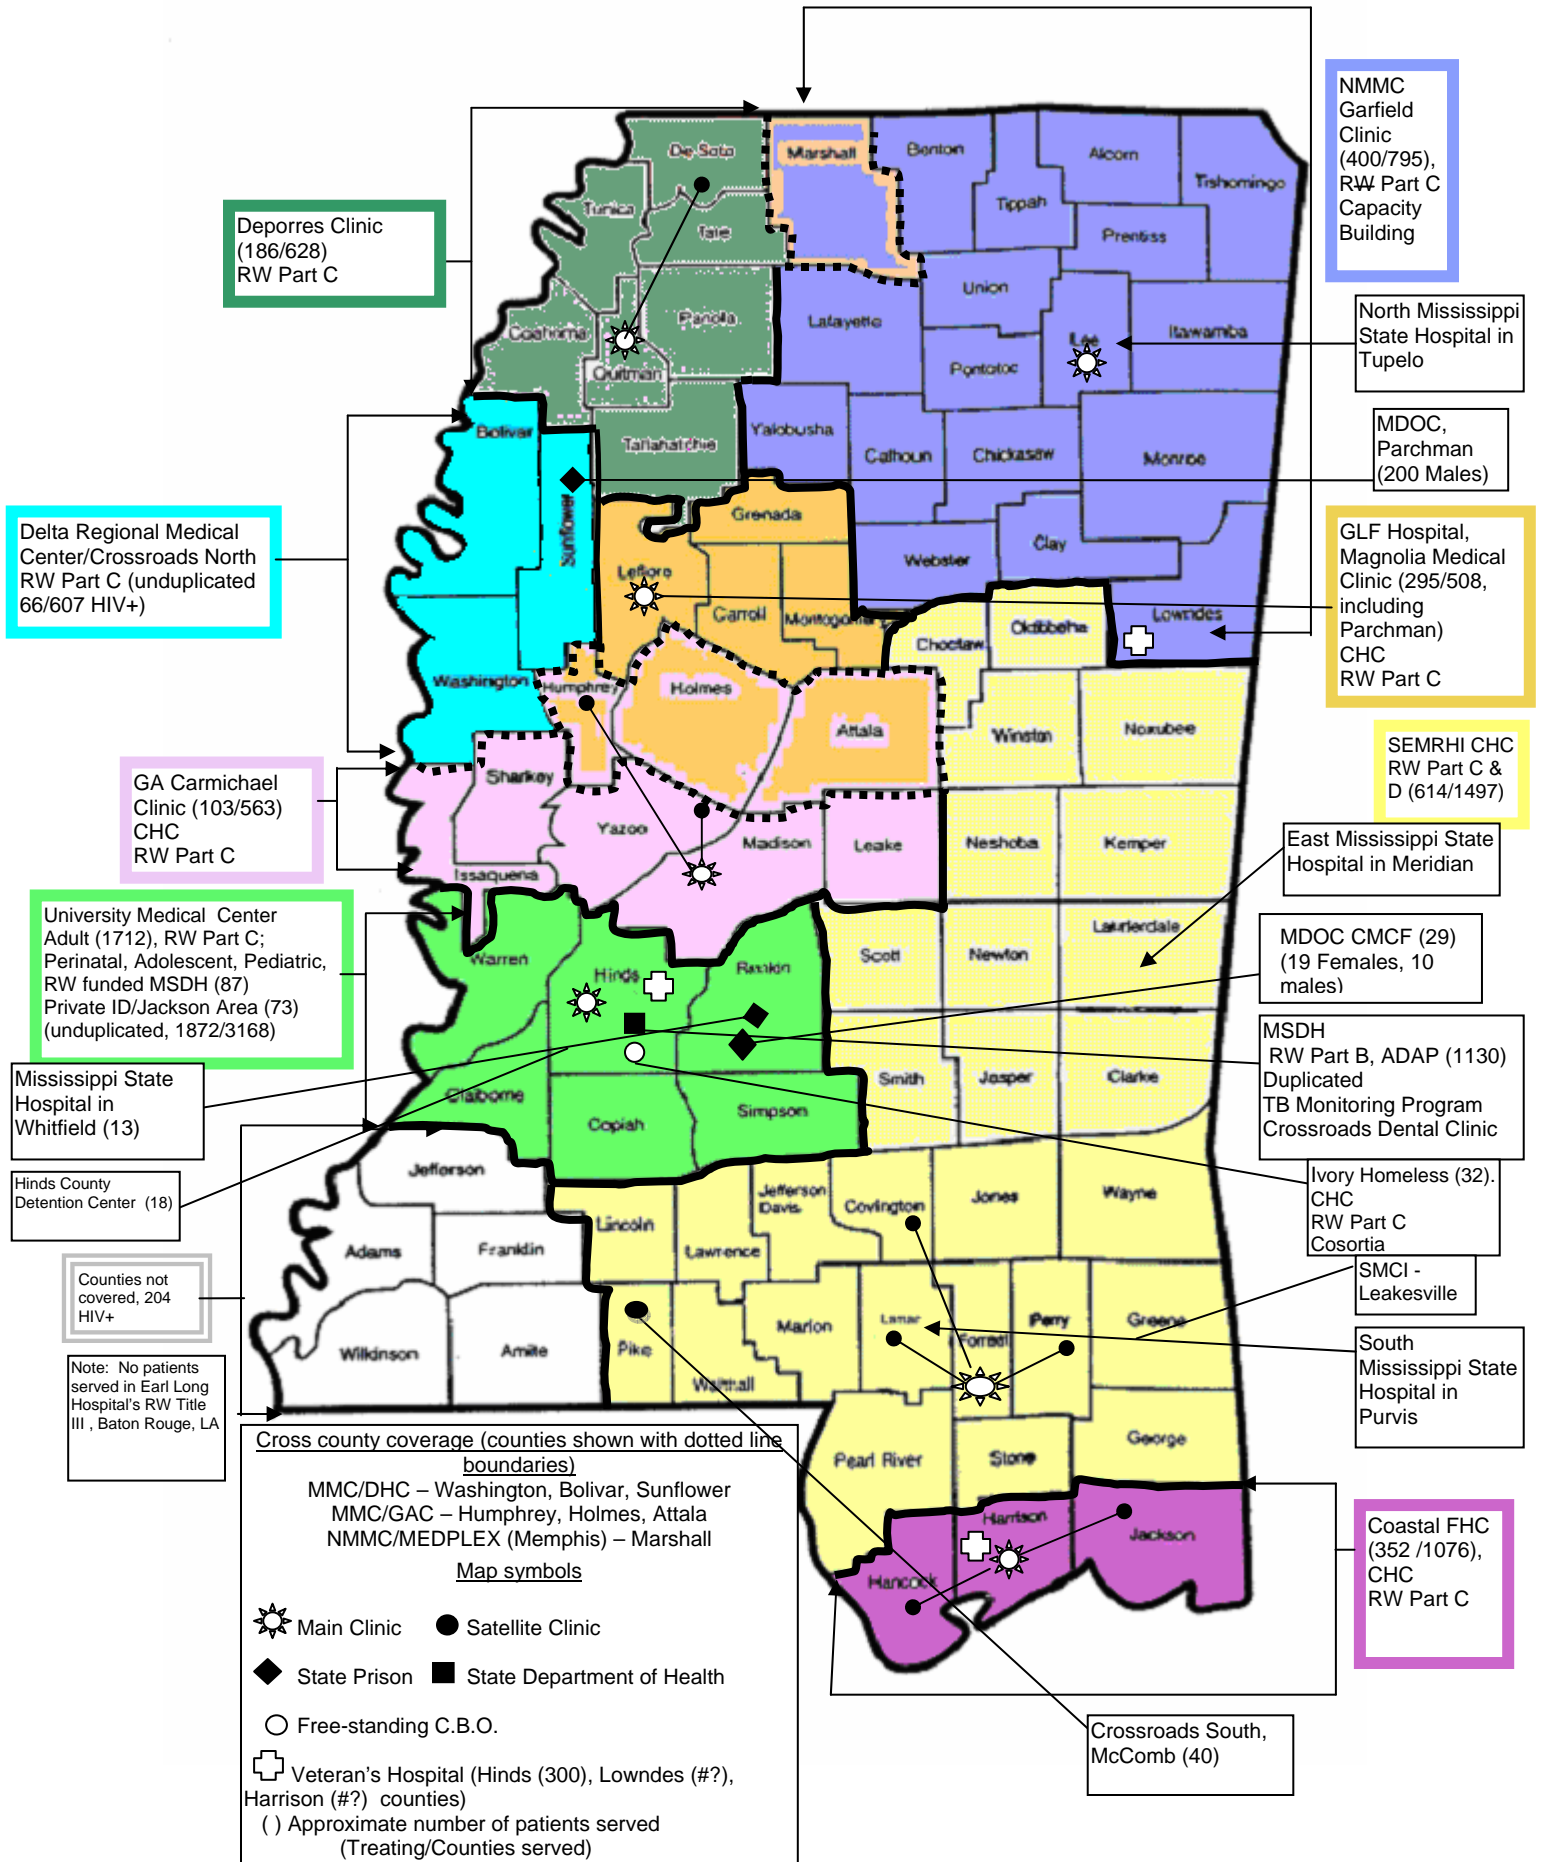 NMMC
Garfield
Clinic
(400/795),
RW Part C
Capacity
Building
Deporres Clinic
(186/628)
RW Part C
North Mississippi
State Hospital in
Tupelo
MDOC,
Parchman
(200 Males)
Delta Regional Medical
Center/Crossroads North
RW Part C (unduplicated
66/607 HIV+)
GLF Hospital,
Magnolia Medical
Clinic (295/508,
including
Parchman)
CHC
RW Part C
SEMRHI CHC
RW Part C &
D (614/1497)
GA Carmichael
Clinic (103/563)
CHC
RW Part C
East Mississippi State
Hospital in Meridian
University Medical Center
Adult (1712), RW Part C;
Perinatal, Adolescent, Pediatric,
RW funded MSDH (87)
Private ID/Jackson Area (73)
(unduplicated, 1872/3168)
MDOC CMCF (29)
(19 Females, 10
males)
MSDH
RW Part B, ADAP (1130)
Duplicated
TB Monitoring Program
Crossroads Dental Clinic
Mississippi State
Hospital in
Whitfield (13)
Hinds County
Detention Center (18)
Ivory Homeless (32).
CHC
RW Part C
Cosortia
Counties not
covered, 204
HIV+
SMCI -
Leakesville
South
Mississippi State
Hospital in
Purvis
Note: No patients
served in Earl Long
Hospital's RW Title
III , Baton Rouge, LA
Coastal FHC
(352 /1076),
CHC
RW Part C
Crossroads South,
McComb (40)
De Soto
Marshall
Benton
Tippah
Alcorn
Tishomingo
Prentiss
Tunica
Tate
Panola
Coahoma
Quitman
Lafayette
Union
Lee
Itawamba
Pontotoc
Bolivar
Tallahatchie
Yalobusha
Calhoun
Chickasaw
Monroe
Sunflower
Grenada
Leflore
Carroll
Montogomery
Webster
Clay
Lowndes
Choctaw
Oktibbeha
Washington
Humphrey
Holmes
Attala
Winston
Noxubee
Sharkey
Issaquena
Yazoo
Madison
Leake
Neshoba
Kemper
Warren
Hinds
Rankin
Scott
Newton
Lauderdale
Claiborne
Copiah
Simpson
Smith
Jasper
Clarke
Jefferson
Adams
Franklin
Wilkinson
Amite
Lincoln
Lawrence
Jefferson
Davis
Covington
Jones
Wayne
Pike
Walthall
Marion
Lamar
Forrest
Perry
Greene
Pearl River
Stone
George
Hancock
Harrison
Jackson
Cross county coverage (counties shown with dotted line
boundaries)
MMC/DHC – Washington, Bolivar, Sunflower
MMC/GAC – Humphrey, Holmes, Attala
NMMC/MEDPLEX (Memphis) – Marshall
Map symbols
Main Clinic
Satellite Clinic
State Prison
State Department of Health
Free-standing C.B.O.
Veteran's Hospital (Hinds (300), Lowndes (#?),
Harrison (#?) counties)
( ) Approximate number of patients served
(Treating/Counties served)